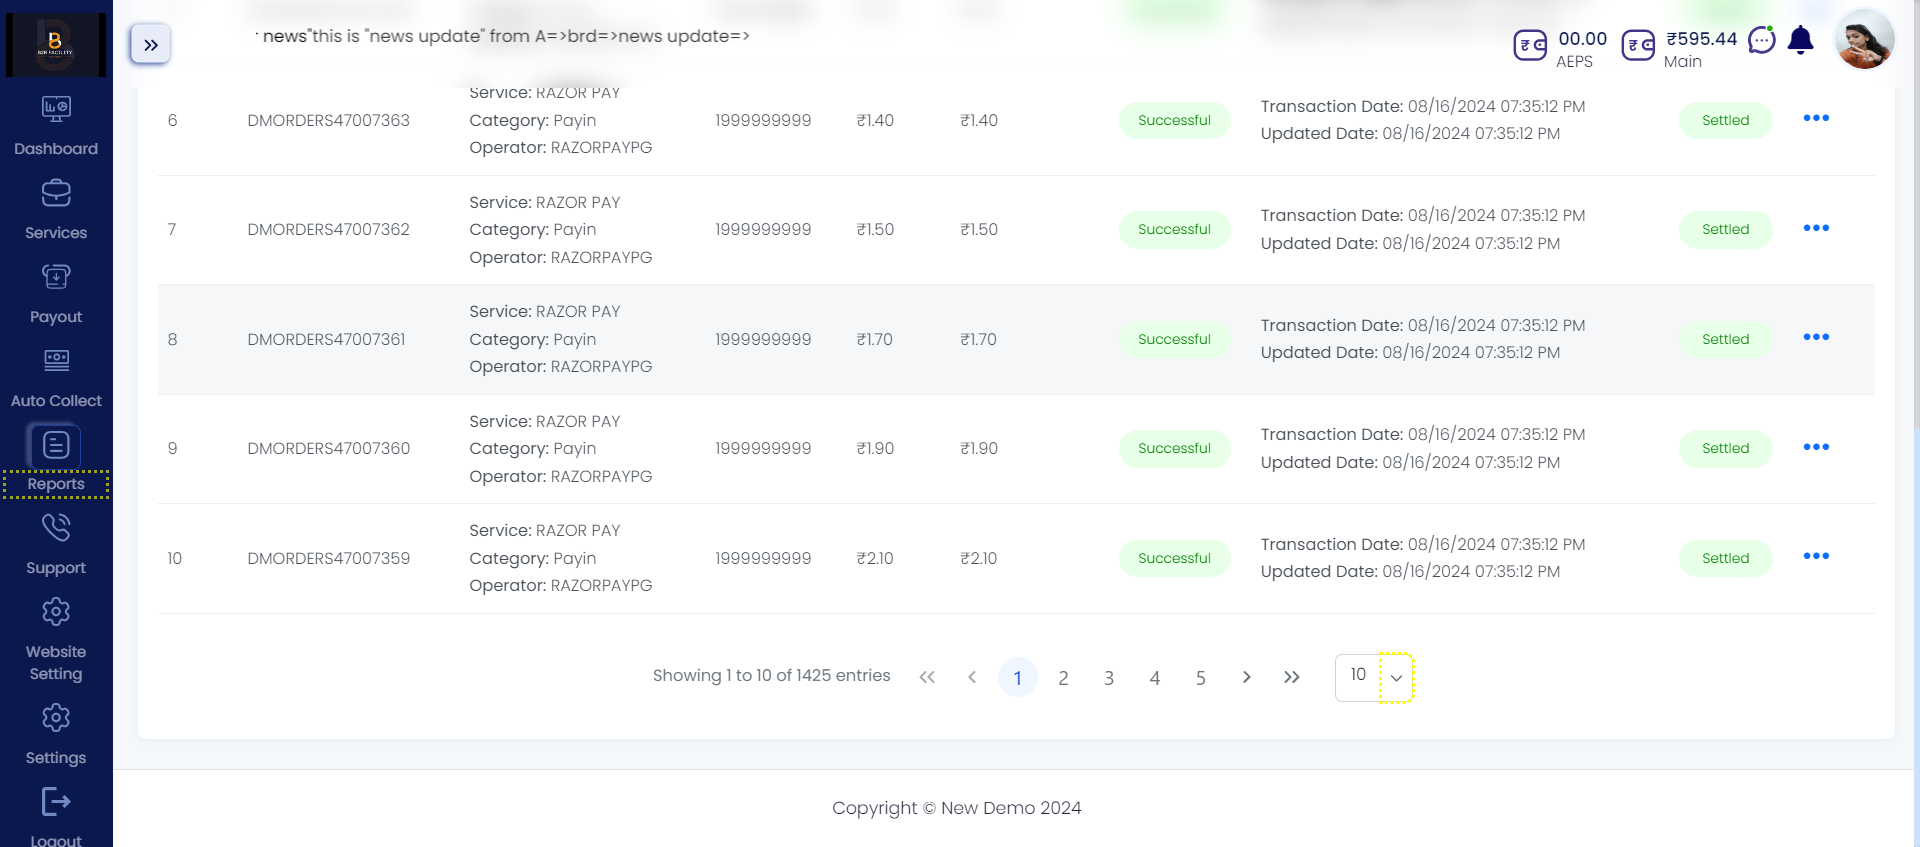 B2B FACILITY
news"this is "news update" from A=>brd=>news update=>
00.00
AEPS
₹595.44
Main
Dashboard
Services
Payout
Auto Collect
Reports
Support
Website
Setting
Settings
Logout
Service: RAZOR PAY
6 DMORDERS47007363 Category: Payin 1999999999 ₹1.40 ₹1.40 Successful Transaction Date: 08/16/2024 07:35:12 PM Settled
Operator: RAZORPAYPG Updated Date: 08/16/2024 07:35:12 PM
Service: RAZOR PAY
7 DMORDERS47007362 Category: Payin 1999999999 ₹1.50 ₹1.50 Successful Transaction Date: 08/16/2024 07:35:12 PM Settled
Operator: RAZORPAYPG Updated Date: 08/16/2024 07:35:12 PM
Service: RAZOR PAY
8 DMORDERS47007361 Category: Payin 1999999999 ₹1.70 ₹1.70 Successful Transaction Date: 08/16/2024 07:35:12 PM Settled
Operator: RAZORPAYPG Updated Date: 08/16/2024 07:35:12 PM
Service: RAZOR PAY
9 DMORDERS47007360 Category: Payin 1999999999 ₹1.90 ₹1.90 Successful Transaction Date: 08/16/2024 07:35:12 PM Settled
Operator: RAZORPAYPG Updated Date: 08/16/2024 07:35:12 PM
Service: RAZOR PAY
10 DMORDERS47007359 Category: Payin 1999999999 ₹2.10 ₹2.10 Successful Transaction Date: 08/16/2024 07:35:12 PM Settled
Operator: RAZORPAYPG Updated Date: 08/16/2024 07:35:12 PM
Showing 1 to 10 of 1425 entries 1 2 3 4 5 10
Copyright © New Demo 2024